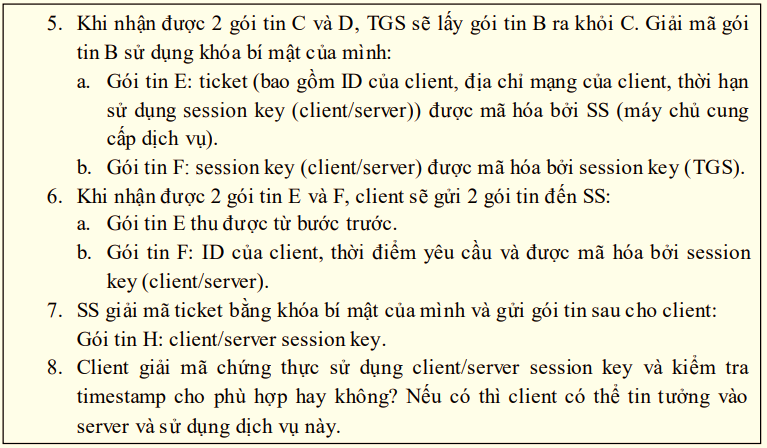 5. Khi nhận được 2 gói tin C và D, TGS sẽ lấy gói tin B ra khỏi C. Giải mã gói
tin B sử dụng khóa bí mật của mình:
a. Gói tin E: ticket (bao gồm ID của client, địa chỉ mạng của client, thời hạn
sử dụng session key (client/server)) được mã hóa bởi SS (máy chủ cung
cấp dịch vụ).
b. Gói tin F: session key (client/server) được mã hóa bởi session key (TGS).
6. Khi nhận được 2 gói tin E và F, client sẽ gửi 2 gói tin đến SS:
a. Gói tin E thu được từ bước trước.
b. Gói tin F: ID của client, thời điểm yêu cầu và được mã hóa bởi session
key (client/server).
7. SS giải mã ticket bằng khóa bí mật của mình và gửi gói tin sau cho client:
Gói tin H: client/server session key.
8. Client giải mã chứng thực sử dụng client/server session key và kiểm tra
timestamp cho phù hợp hay không? Nếu có thì client có thể tin tưởng vào
server và sử dụng dịch vụ này.